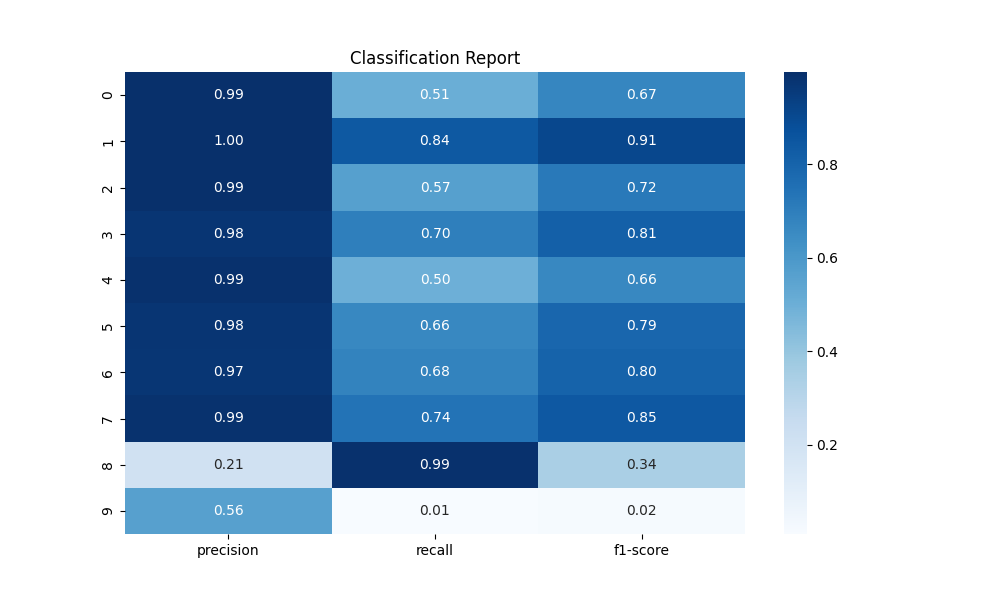 Classification Report
0 0.99 0.51 0.67
1 1.00 0.84 0.91 0.8
2 0.99 0.57 0.72
3 0.98 0.70 0.81 0.6
4 0.99 0.50 0.66
5 0.98 0.66 0.79 0.4
6 0.97 0.68 0.80
7 0.99 0.74 0.85 0.2
8 0.21 0.99 0.34
9 0.56 0.01 0.02
precision recall f1-score